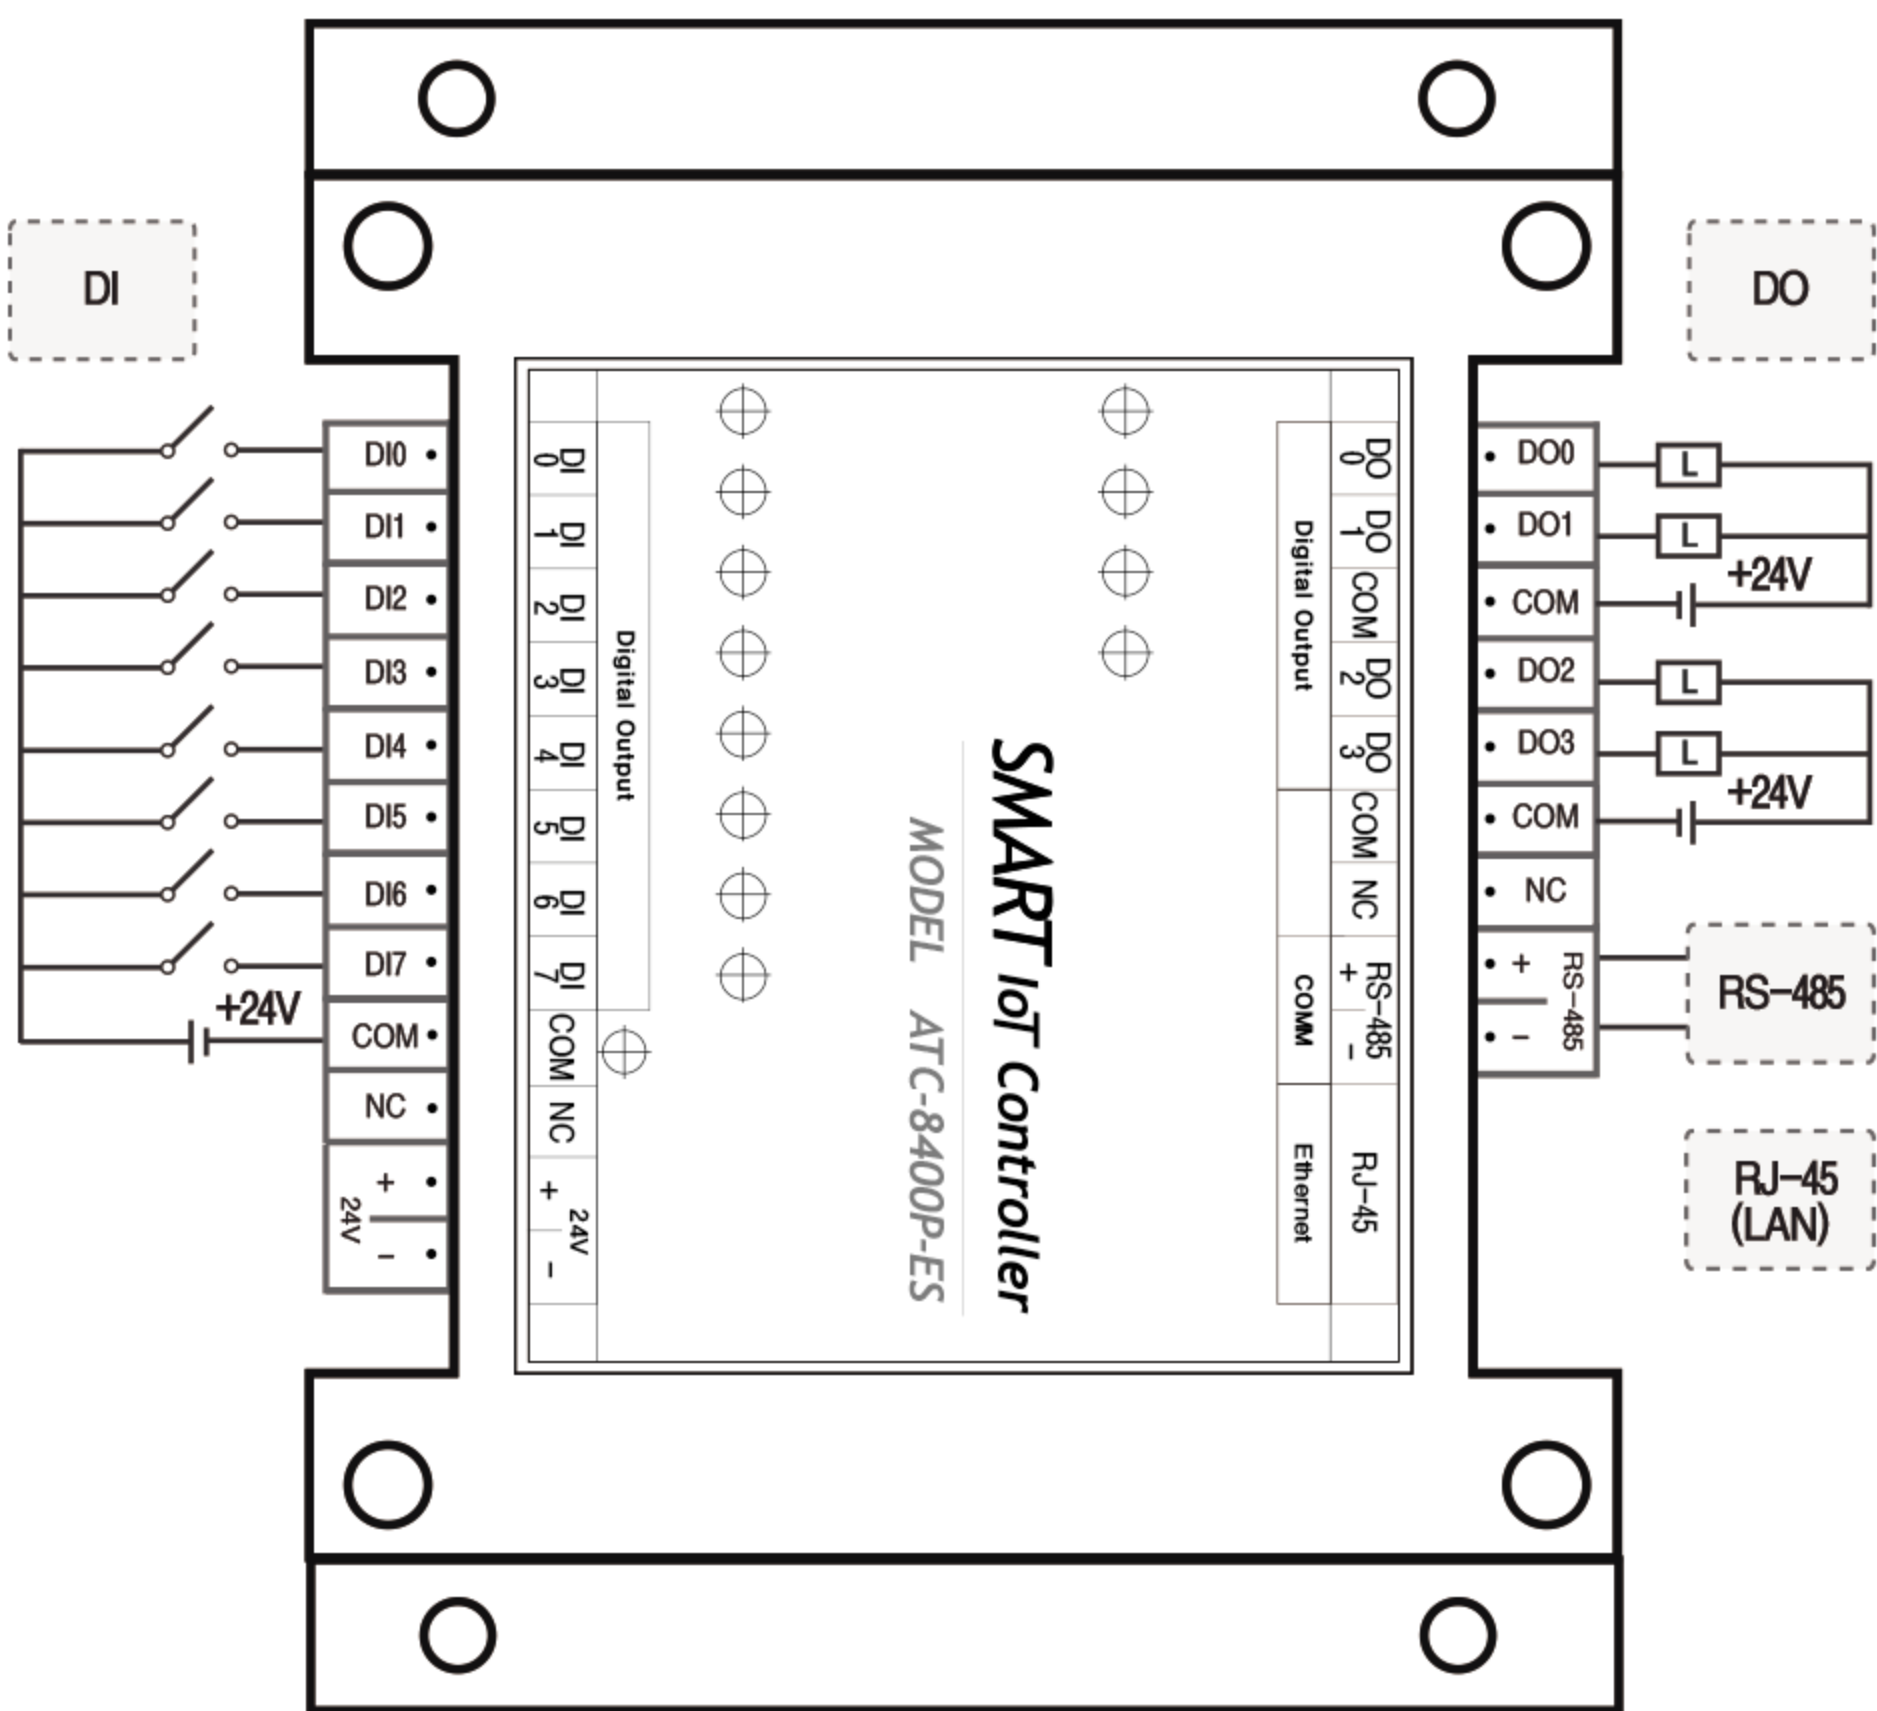 DI
DO
DI0
DI1
DI2
DI3
DI4
DI5
DI6
DI7
+24V
COM
NC
+
24V
−
DI 0
DI 1
DI 2
DI 3
DI 4
DI 5
DI 6
DI 7
COM
NC
+
24V
−
Digital Output
MODEL ATC-8400P-ES
SMART IoT Controller
Digital Output
COMM
Ethernet
DO 0
DO 1
COM
DO 2
DO 3
COM
NC
RS-485
+
−
RJ-45
DO0
L
DO1
L
+24V
COM
DO2
L
DO3
L
+24V
COM
NC
+
RS-485
−
RS-485
RJ-45
(LAN)